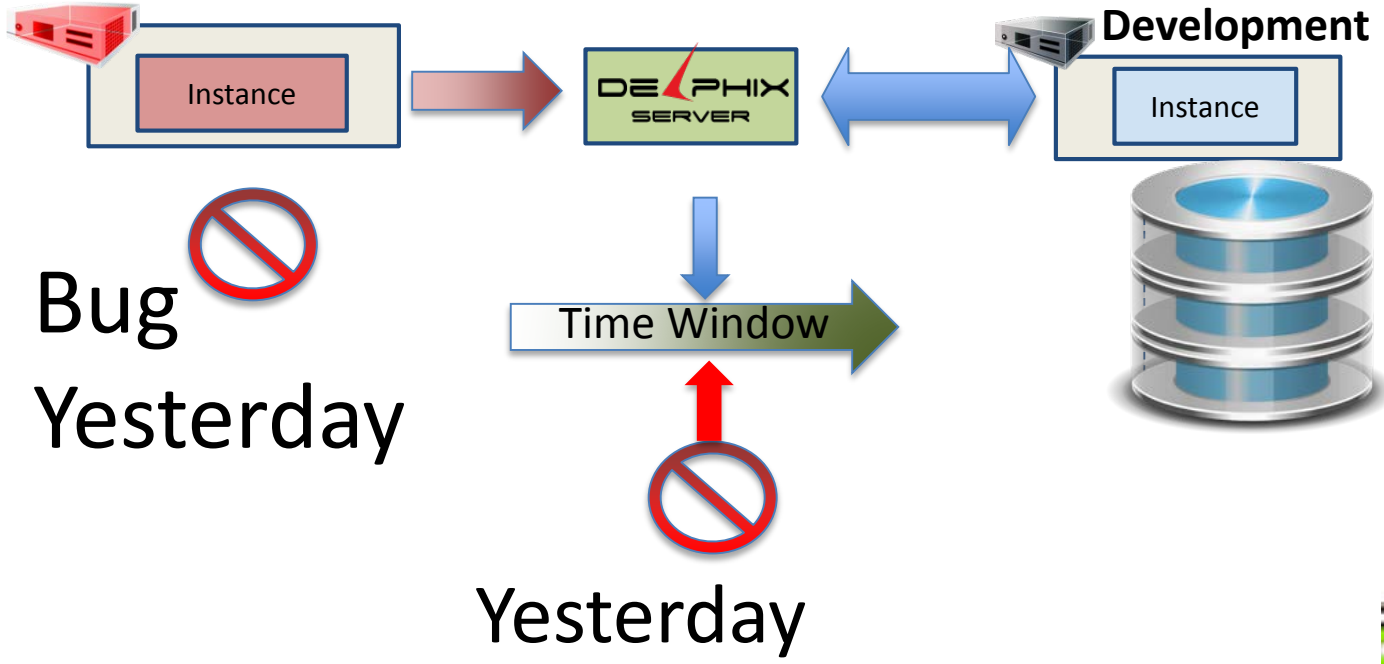 Development
Instance
DELPHIX
SERVER
Instance
Bug
Yesterday
Time Window
Yesterday